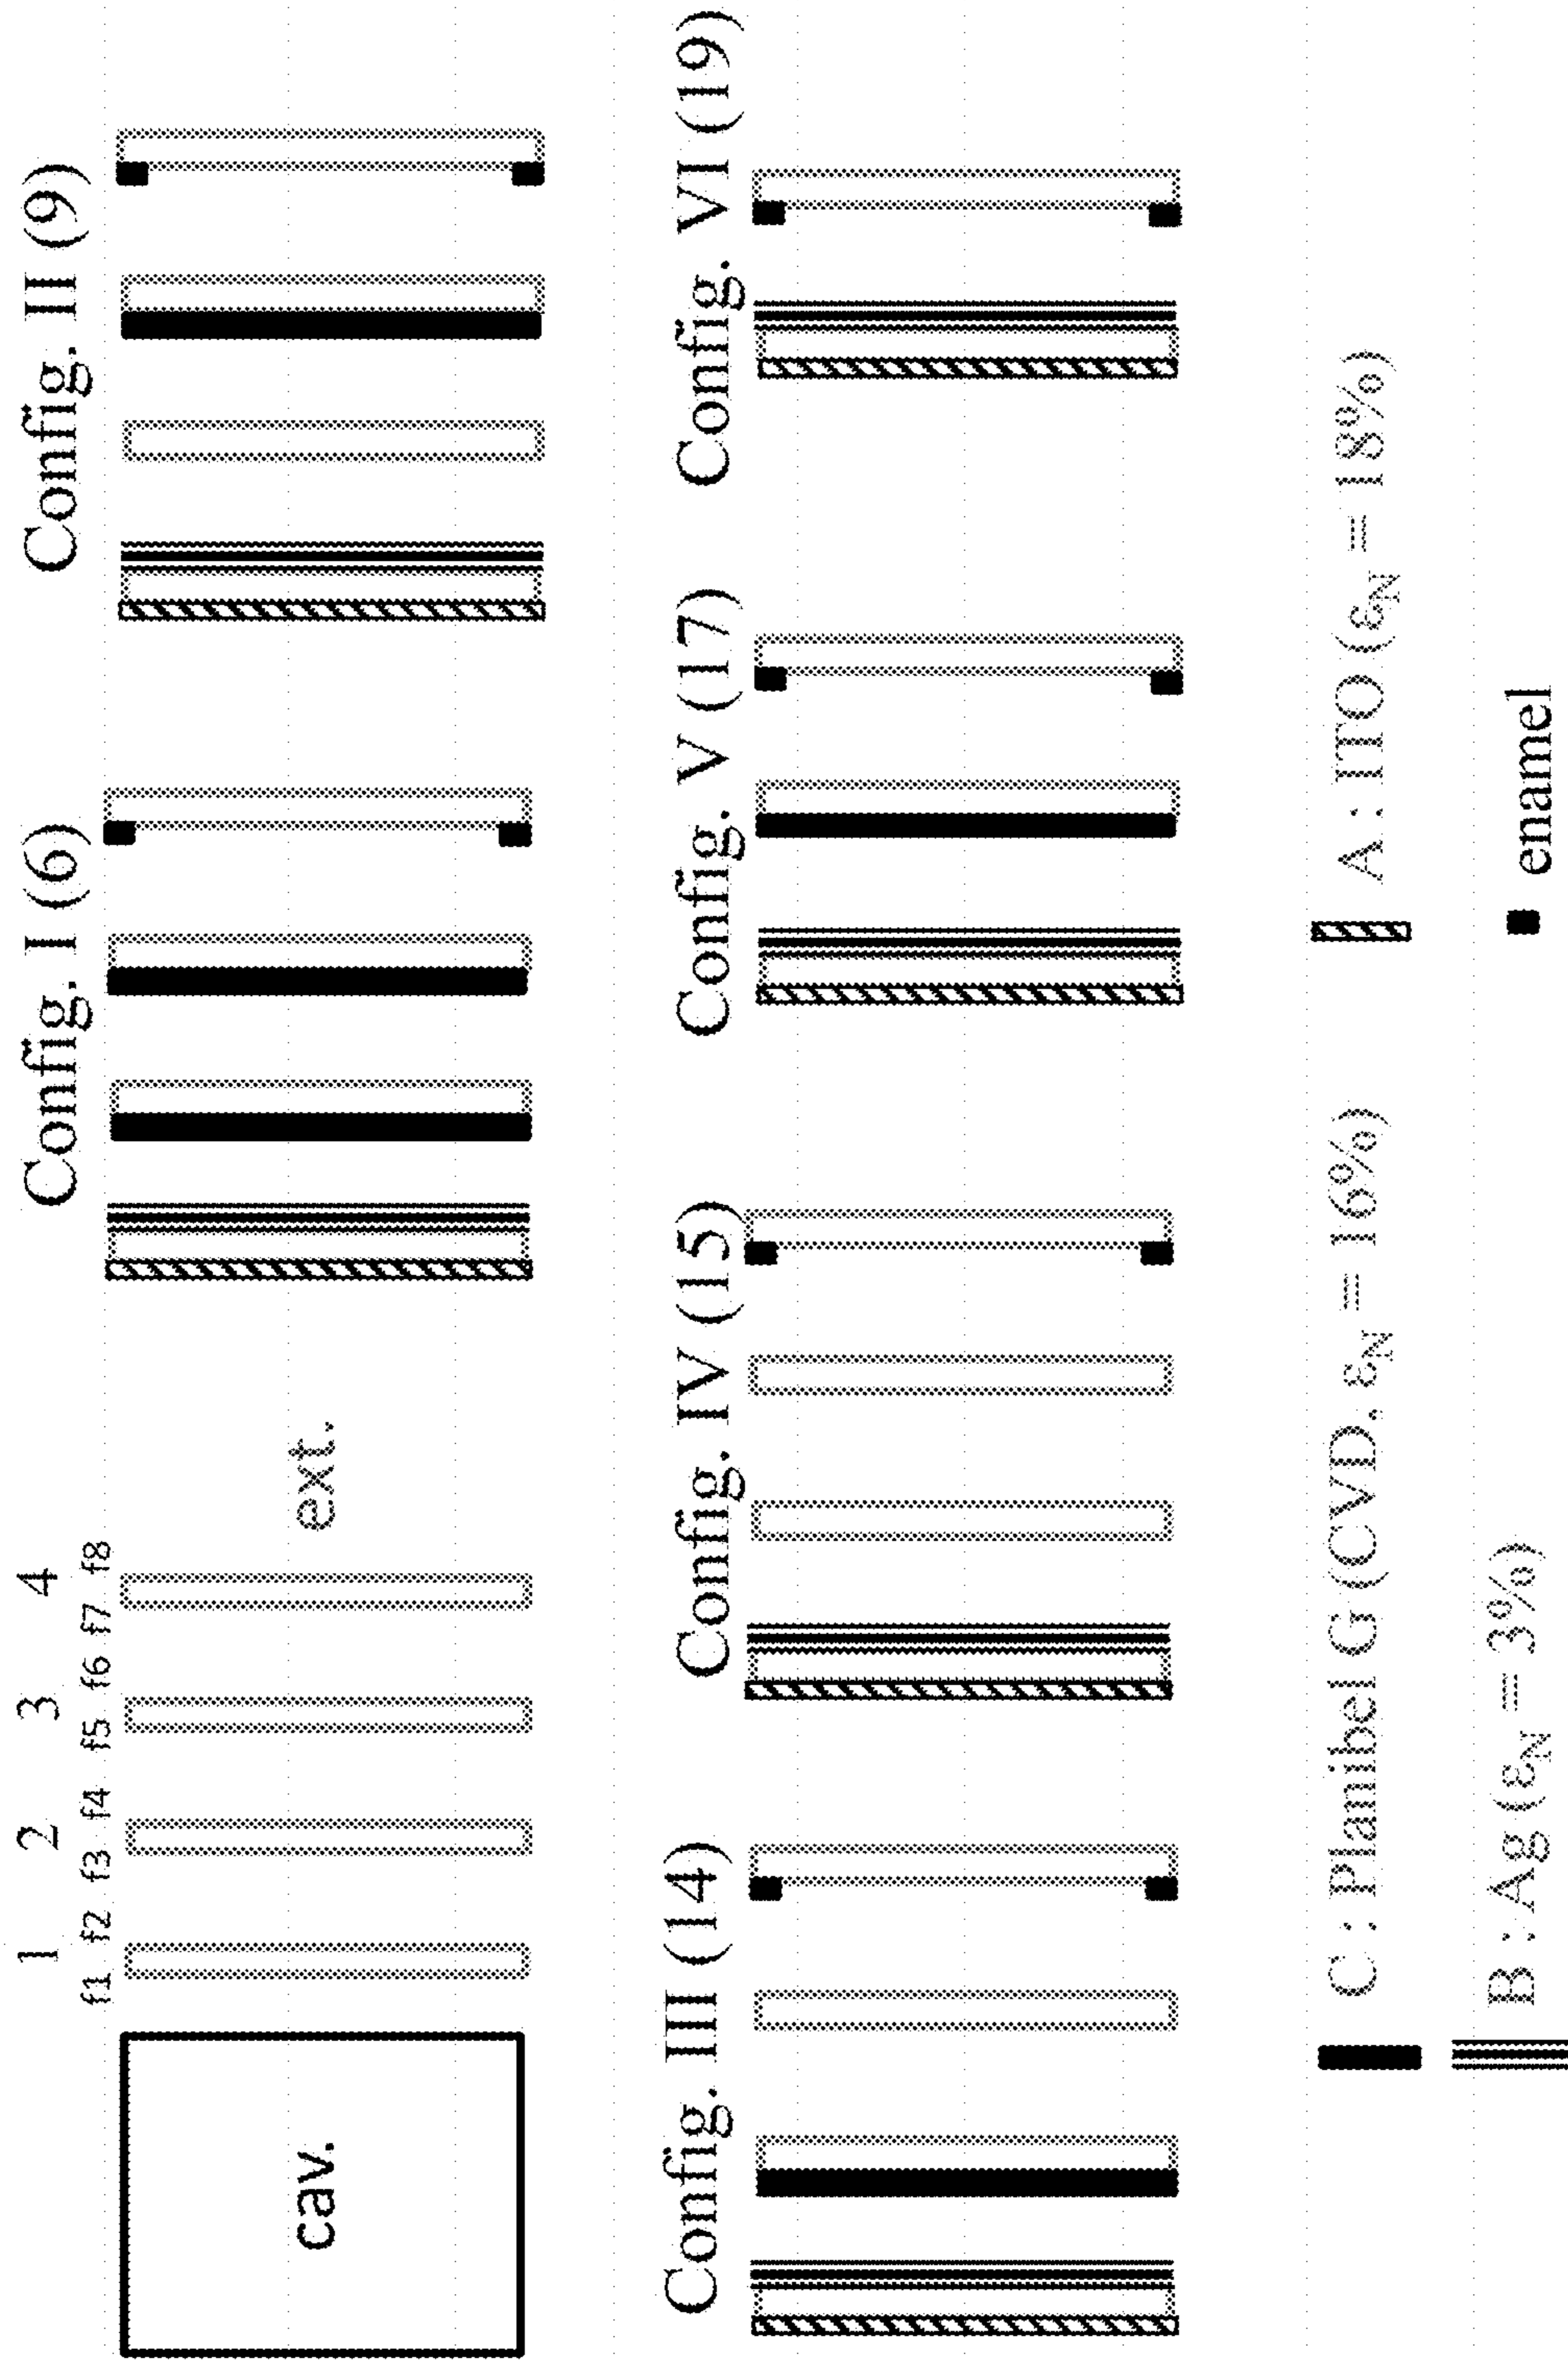 1 2 3 4
f1 f2 f3 f4 f5 f6 f7 f8
cav.
ext.
Config. I (6)
Config. II (9)
Config. III (14)
Config. IV (15)
Config. V (17)
Config. VI (19)
C : Planibel G (CVD, εN = 16%)
A : ITO (εN = 18%)
B : Ag (εN = 3%)
enamel